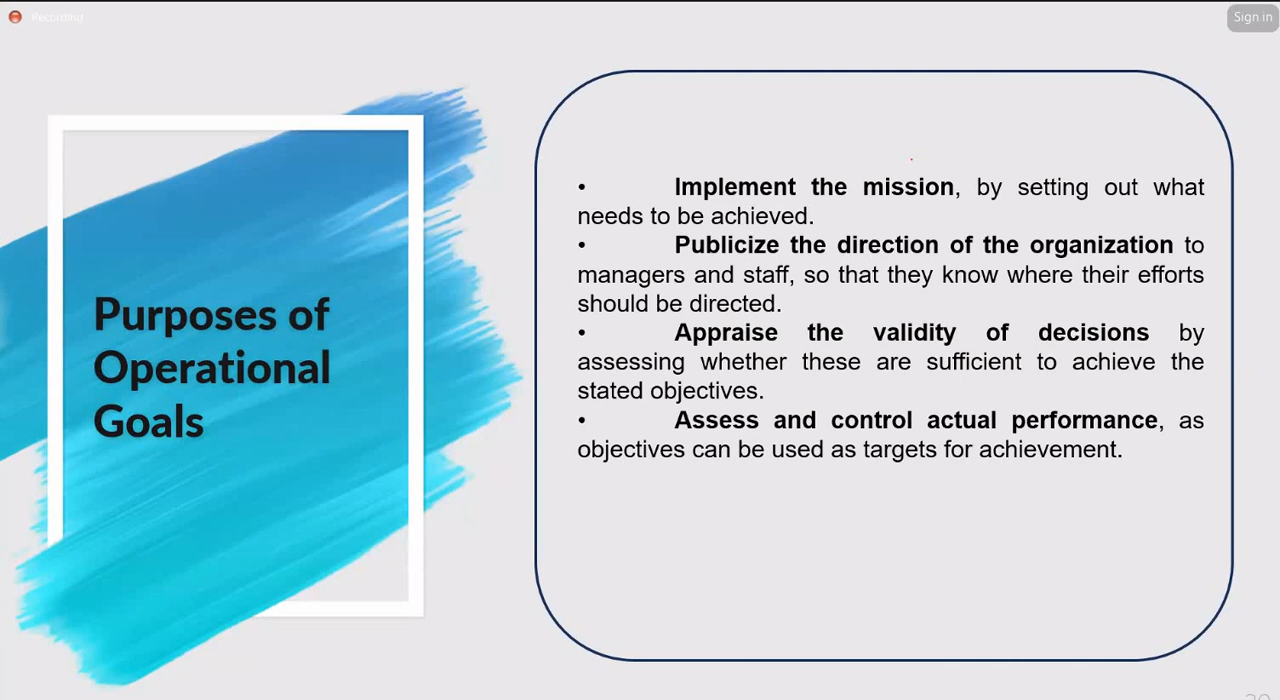 Recording
Sign in
Purposes of
Operational
Goals
• Implement the mission, by setting out what
needs to be achieved.
• Publicize the direction of the organization to
managers and staff, so that they know where their efforts
should be directed.
• Appraise the validity of decisions by
assessing whether these are sufficient to achieve the
stated objectives.
• Assess and control actual performance, as
objectives can be used as targets for achievement.